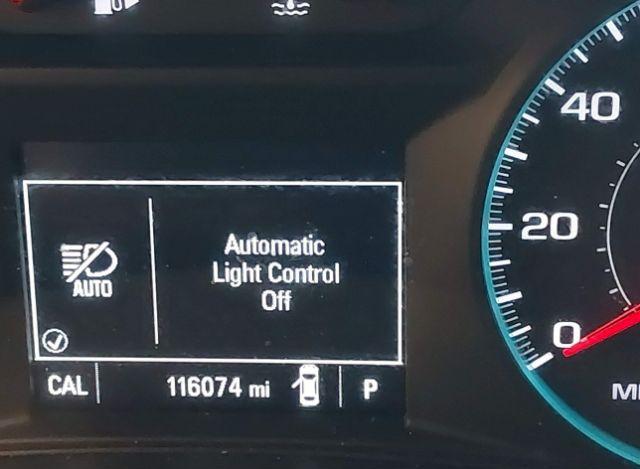 40
20
0
AUTO
Automatic
Light Control
Off
CAL
116074 mi
P